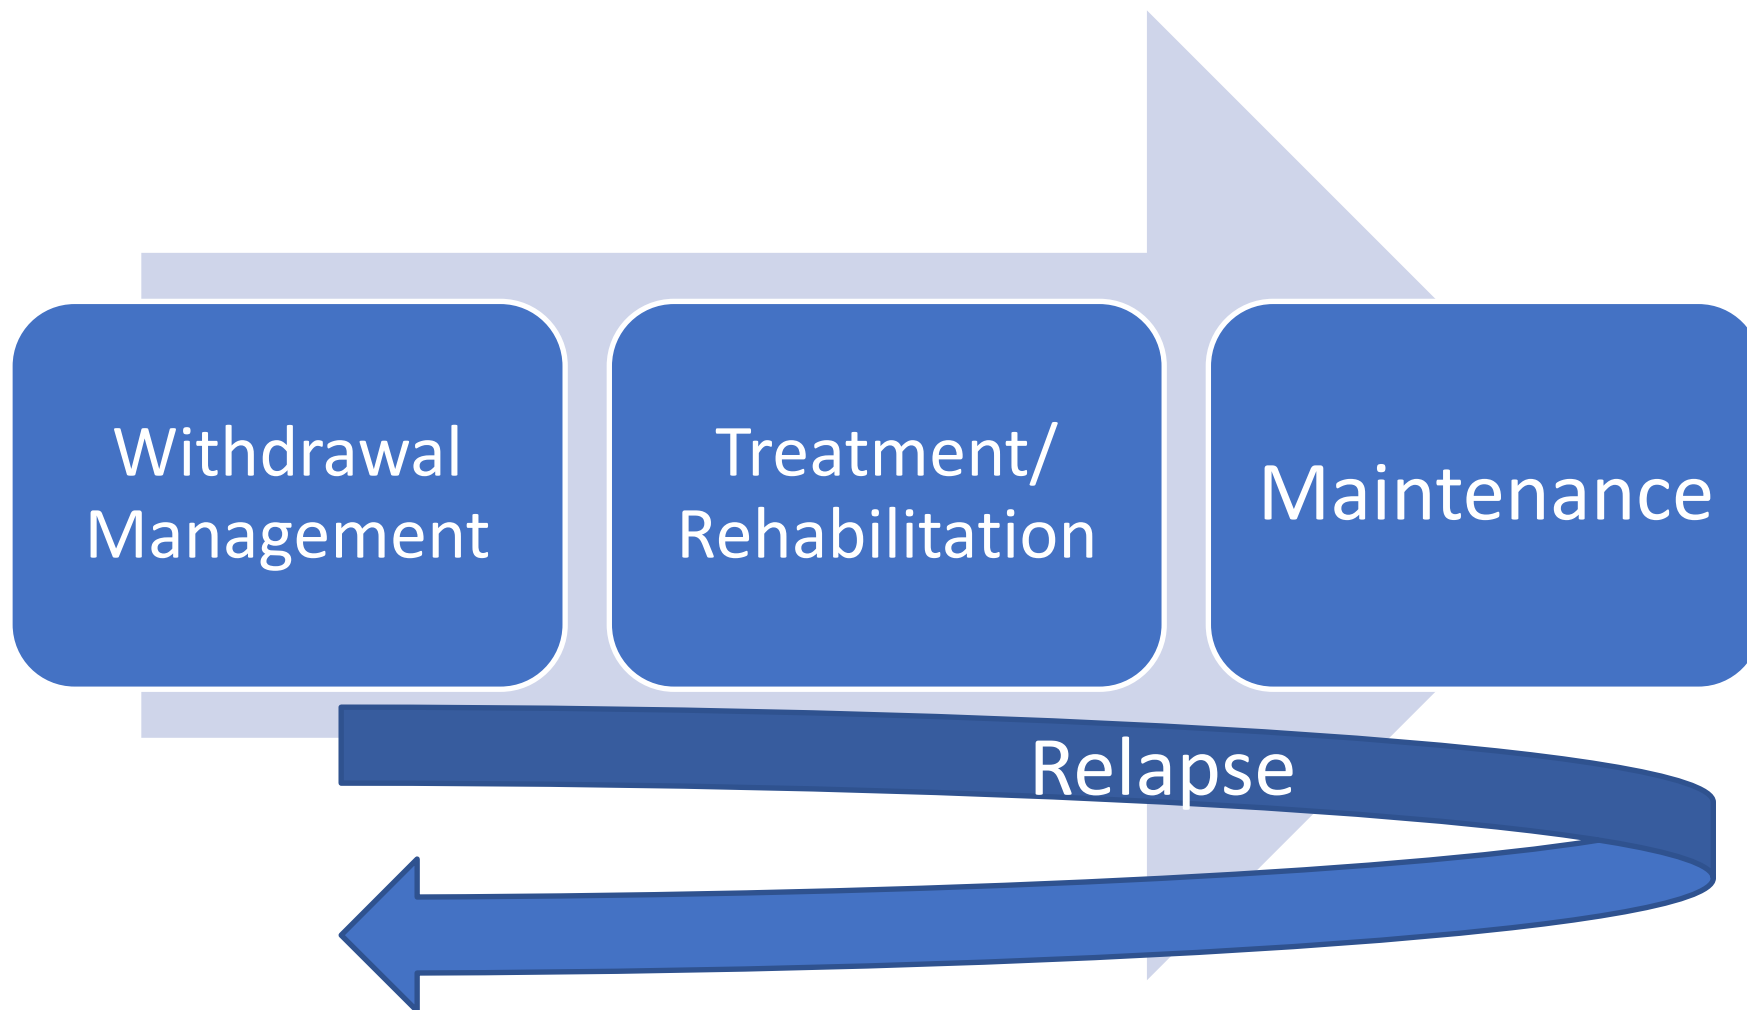 Withdrawal
Management
Treatment/
Rehabilitation
Maintenance
Relapse